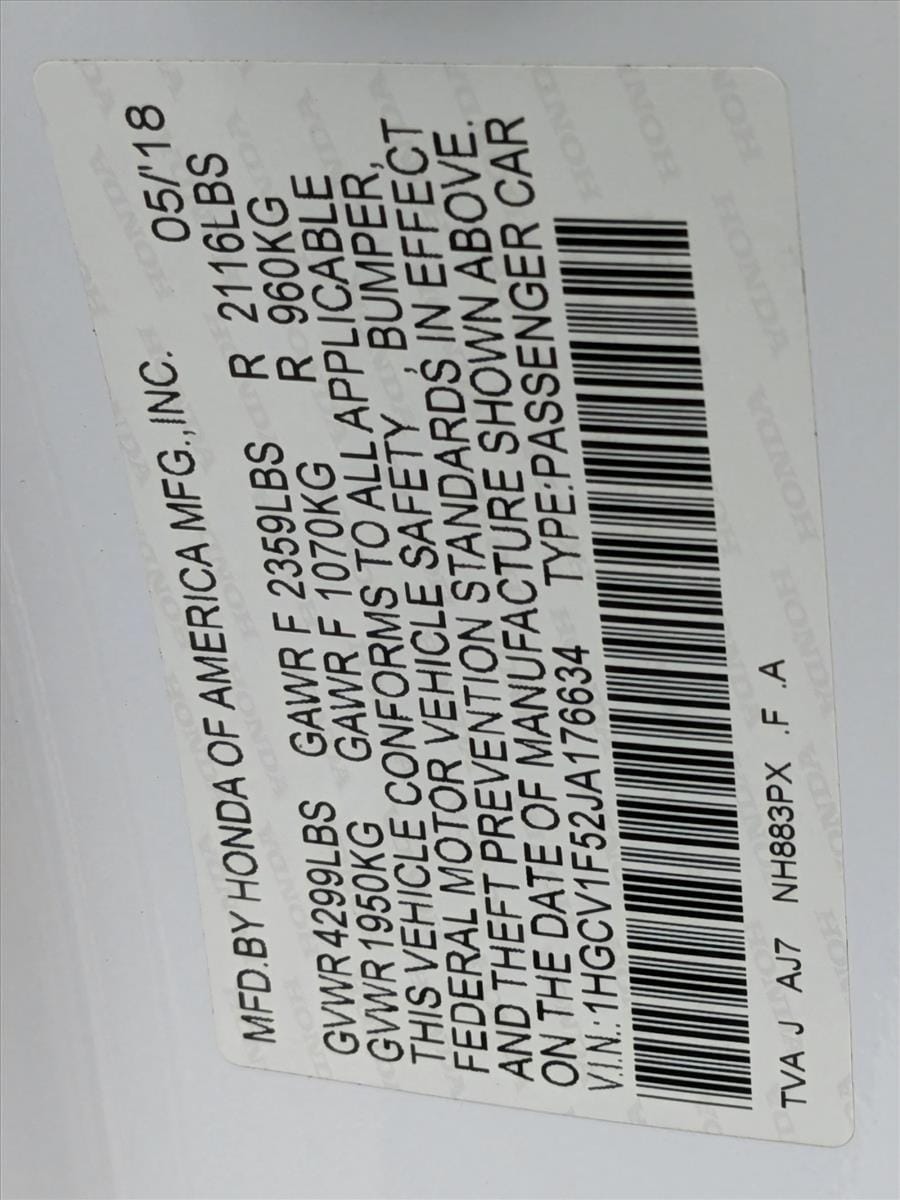 MFD.BY HONDA OF AMERICA MFG.,INC. 05/'18
GVWR 4299LBS GAWR F 2359LBS R 2116LBS
GVWR 1950KG GAWR F 1070KG R 960KG
THIS VEHICLE CONFORMS TO ALL APPLICABLE
FEDERAL MOTOR VEHICLE SAFETY , BUMPER,
AND THEFT PREVENTION STANDARDS IN EFFECT
ON THE DATE OF MANUFACTURE SHOWN ABOVE.
V.I.N.: 1HGCV1F52JA176634 TYPE:PASSENGER CAR
TVA J AJ7 NH883PX .F .A